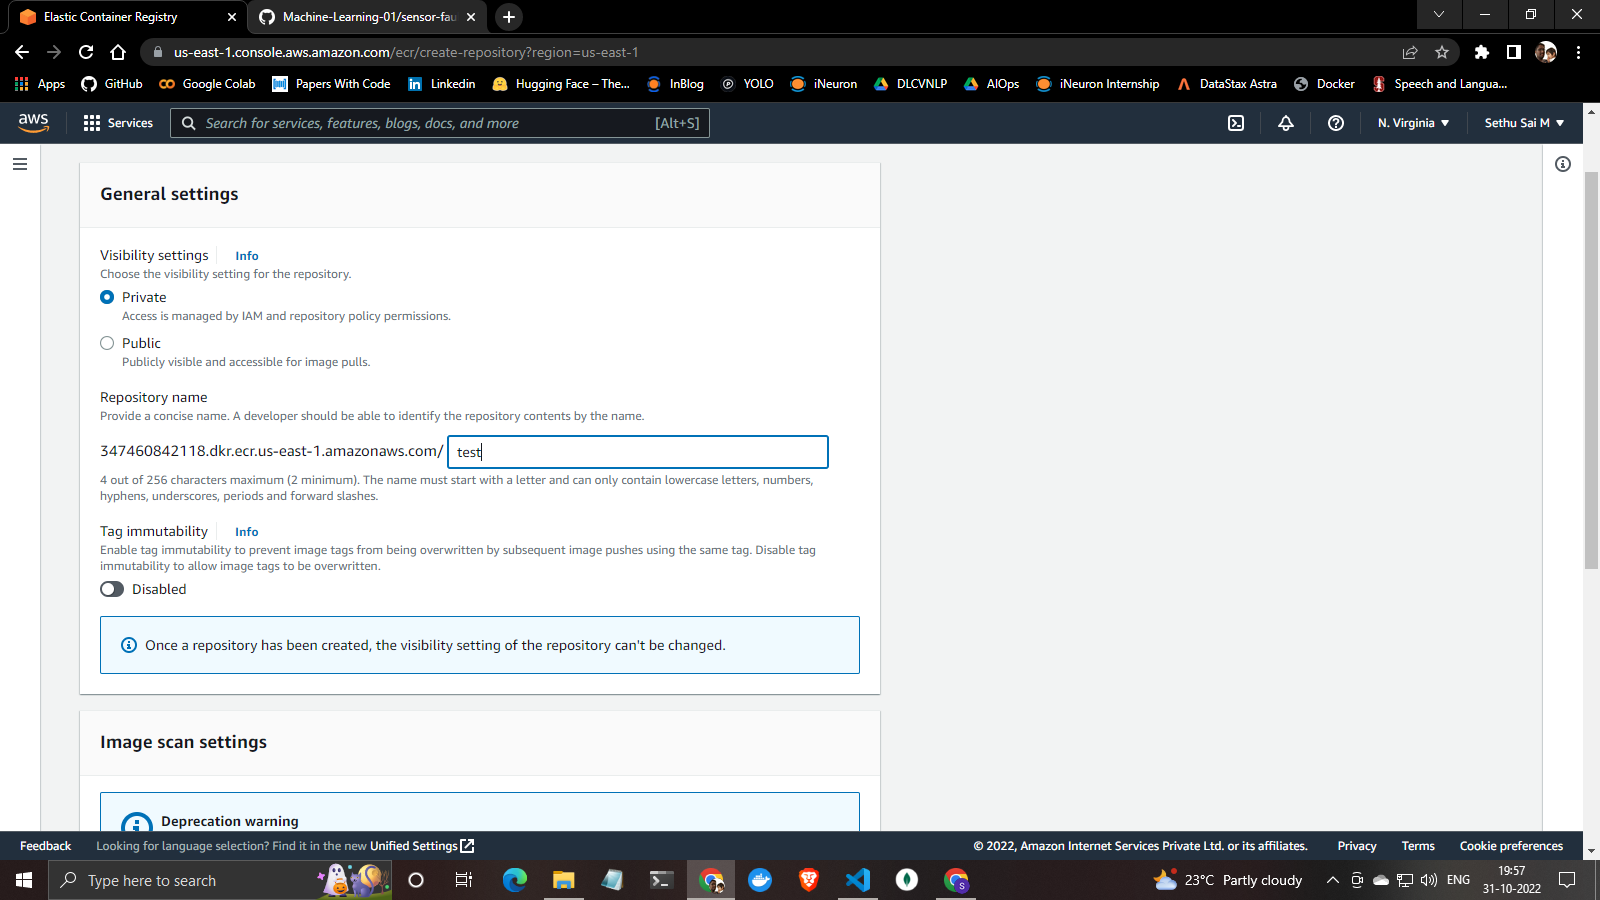 Elastic Container Registry
Machine-Learning-01/sensor-fau
us-east-1.console.aws.amazon.com/ecr/create-repository?region=us-east-1
Apps GitHub Google Colab Papers With Code Linkedin Hugging Face – The... InBlog YOLO iNeuron DLCVNLP AIOps iNeuron Internship DataStax Astra Docker Speech and Langua...
aws Services Search for services, features, blogs, docs, and more [Alt+S] N. Virginia Sethu Sai M
General settings
Visibility settings Info
Choose the visibility setting for the repository.
Private
Access is managed by IAM and repository policy permissions.
Public
Publicly visible and accessible for image pulls.
Repository name
Provide a concise name. A developer should be able to identify the repository contents by the name.
347460842118.dkr.ecr.us-east-1.amazonaws.com/ test
4 out of 256 characters maximum (2 minimum). The name must start with a letter and can only contain lowercase letters, numbers,
hyphens, underscores, periods and forward slashes.
Tag immutability Info
Enable tag immutability to prevent image tags from being overwritten by subsequent image pushes using the same tag. Disable tag
immutability to allow image tags to be overwritten.
Disabled
Once a repository has been created, the visibility setting of the repository can't be changed.
Image scan settings
Deprecation warning
Feedback Looking for language selection? Find it in the new Unified Settings © 2022, Amazon Internet Services Private Ltd. or its affiliates. Privacy Terms Cookie preferences
Type here to search 23°C Partly cloudy ENG 19:57
31-10-2022